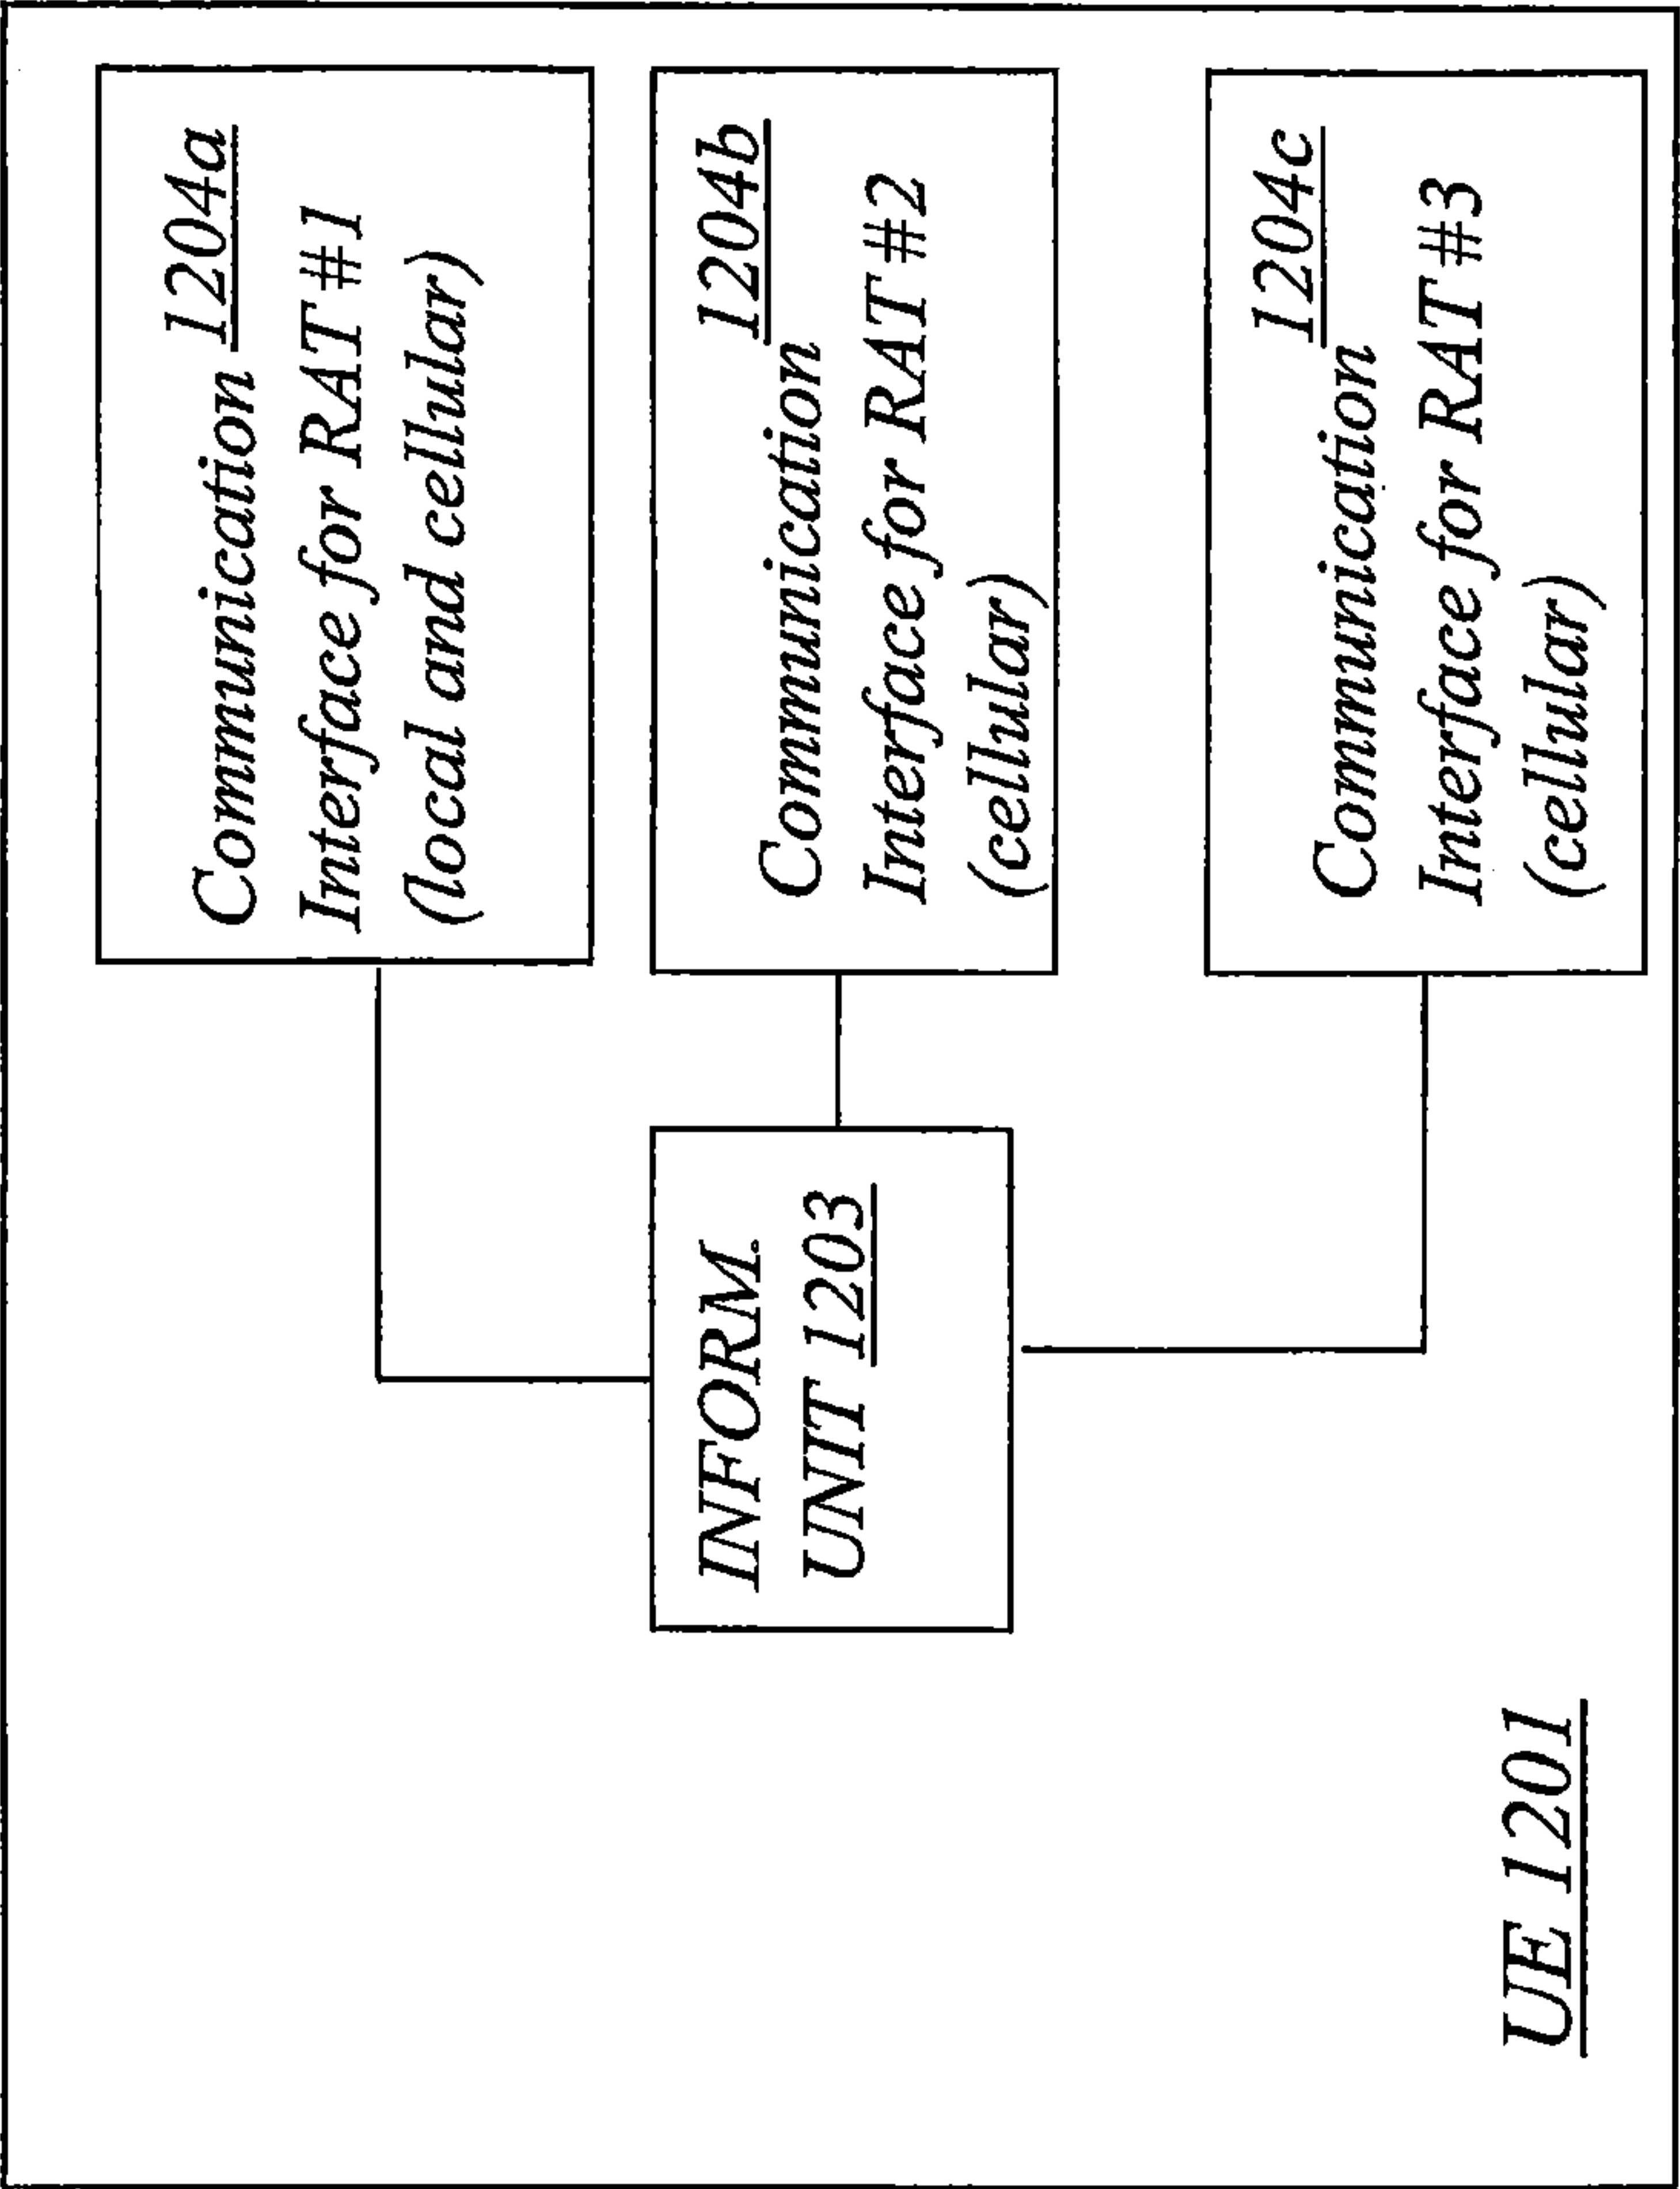 1204a
Communication
Interface for RAT #1
(local and cellular)
1204b
Communication
Interface for RAT #2
(cellular)
1204c
Communication
Interface for RAT #3
(cellular)
INFORM.
UNIT 1203
UE 1201